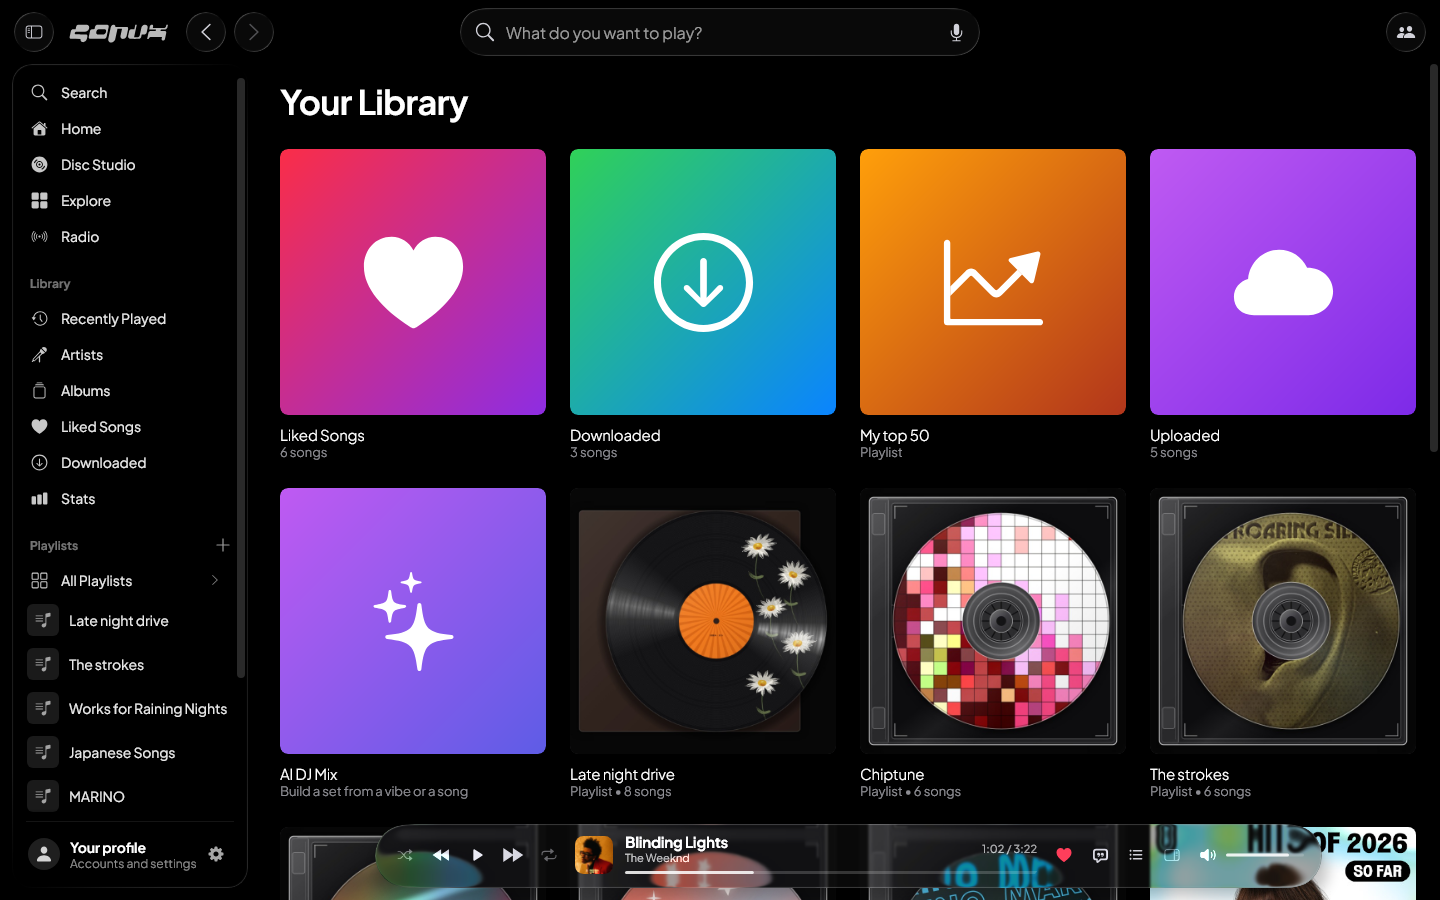 What do you want to play?
Search
Home
Disc Studio
Explore
Radio
Library
Recently Played
Artists
Albums
Liked Songs
Downloaded
Stats
Playlists
All Playlists
Late night drive
The strokes
Works for Raining Nights
Japanese Songs
MARINO
Your profile
Accounts and settings
Your Library
Liked Songs
6 songs
Downloaded
3 songs
My top 50
Playlist
Uploaded
5 songs
AI DJ Mix
Build a set from a vibe or a song
Late night drive
Playlist • 8 songs
Chiptune
Playlist • 6 songs
The strokes
Playlist • 6 songs
Blinding Lights
The Weeknd
1:02 / 3:22
HITS OF 2026
SO FAR